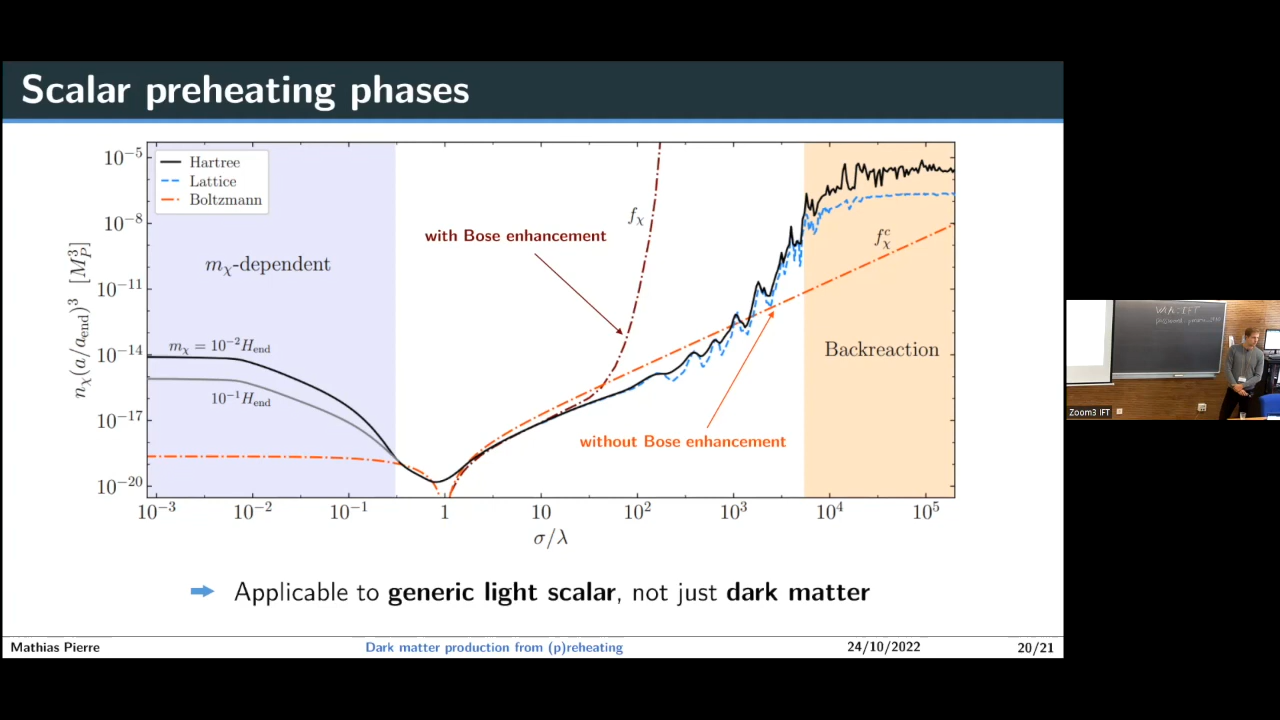 Scalar preheating phases
Hartree
Lattice
Boltzmann
n_χ(a/a_end)^3 [M_P^3]
10^−5
10^−8
10^−11
10^−14
10^−17
10^−20
m_χ-dependent
m_χ = 10^−2 H_end
10^−1 H_end
with Bose enhancement
f_χ
f_χ^c
Backreaction
without Bose enhancement
10^−3 10^−2 10^−1 1 10 10^2 10^3 10^4 10^5
σ/λ
Applicable to generic light scalar, not just dark matter
Mathias Pierre Dark matter production from (p)reheating 24/10/2022 20/21
Zoom3 IFT